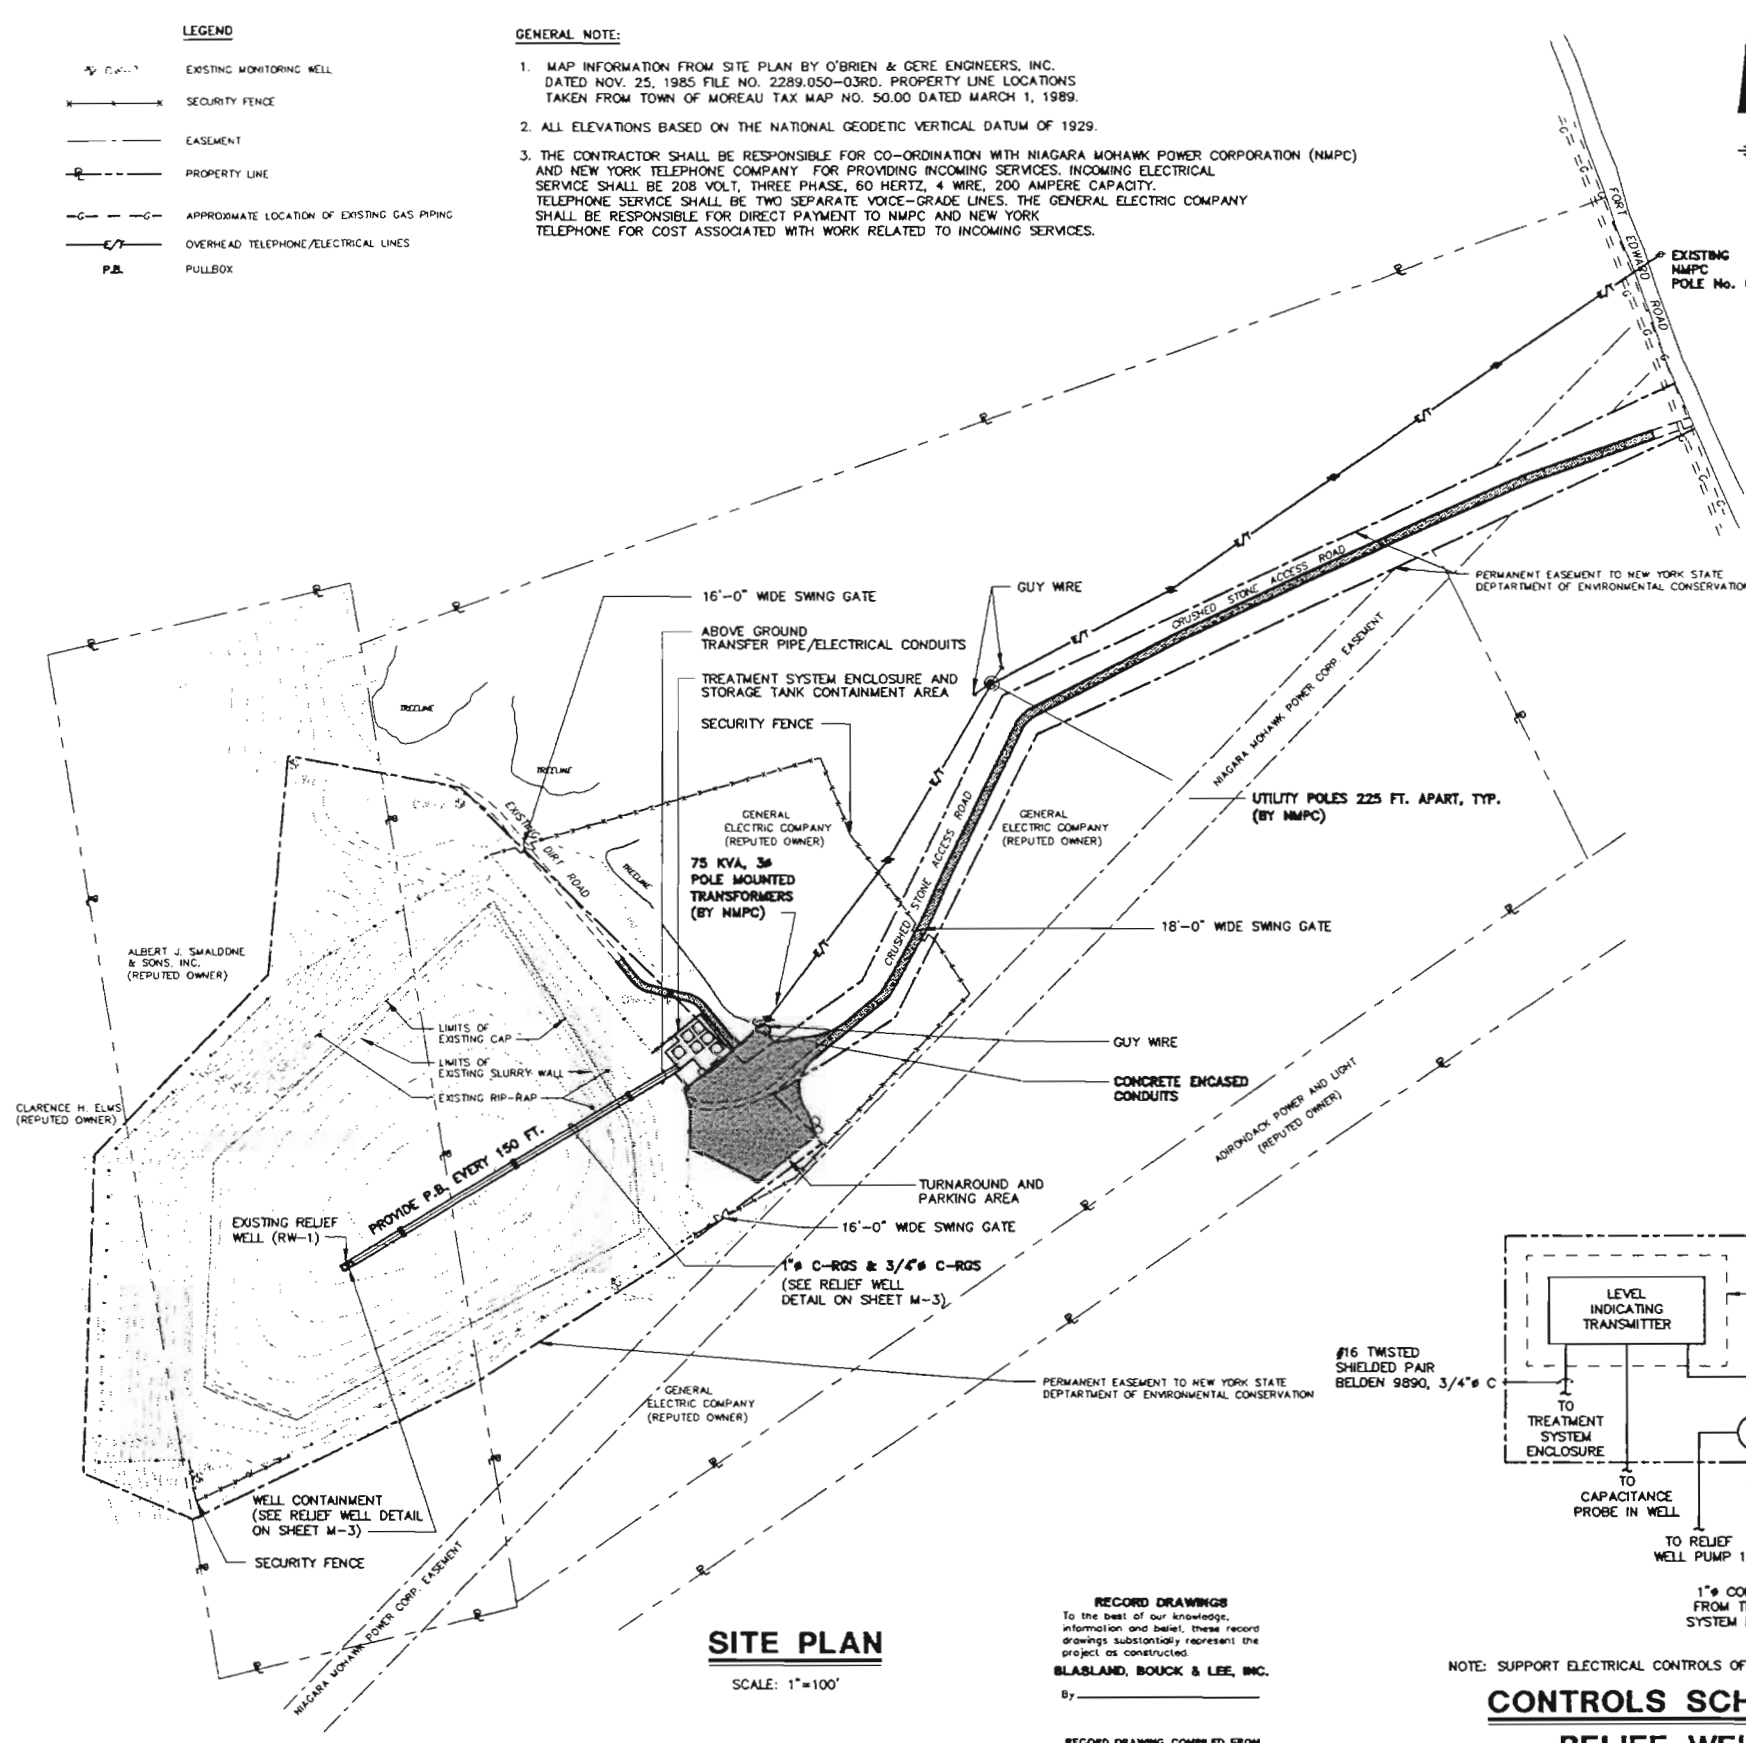 LEGEND
EXISTING MONITORING WELL
SECURITY FENCE
EASEMENT
PROPERTY LINE
APPROXIMATE LOCATION OF EXISTING GAS PIPING
E/T
OVERHEAD TELEPHONE/ELECTRICAL LINES
P.B.
PULLBOX
GENERAL NOTE:
1. MAP INFORMATION FROM SITE PLAN BY O'BRIEN & GERE ENGINEERS, INC.
DATED NOV. 25, 1985 FILE NO. 2289.050-03RD. PROPERTY LINE LOCATIONS
TAKEN FROM TOWN OF MOREAU TAX MAP NO. 50.00 DATED MARCH 1, 1989.
2. ALL ELEVATIONS BASED ON THE NATIONAL GEODETIC VERTICAL DATUM OF 1929.
3. THE CONTRACTOR SHALL BE RESPONSIBLE FOR CO-ORDINATION WITH NIAGARA MOHAWK POWER CORPORATION (NMPC)
AND NEW YORK TELEPHONE COMPANY FOR PROVIDING INCOMING SERVICES. INCOMING ELECTRICAL
SERVICE SHALL BE 208 VOLT, THREE PHASE, 60 HERTZ, 4 WIRE, 200 AMPERE CAPACITY.
TELEPHONE SERVICE SHALL BE TWO SEPARATE VOICE-GRADE LINES. THE GENERAL ELECTRIC COMPANY
SHALL BE RESPONSIBLE FOR DIRECT PAYMENT TO NMPC AND NEW YORK
TELEPHONE FOR COST ASSOCIATED WITH WORK RELATED TO INCOMING SERVICES.
FORT EDWARD ROAD
EXISTING
NMPC
POLE No.
PERMANENT EASEMENT TO NEW YORK STATE
DEPTARTMENT OF ENVIRONMENTAL CONSERVATION
16'-0" WIDE SWING GATE
GUY WIRE
CRUSHED STONE ACCESS ROAD
ABOVE GROUND
TRANSFER PIPE/ELECTRICAL CONDUITS
TREATMENT SYSTEM ENCLOSURE AND
STORAGE TANK CONTAINMENT AREA
SECURITY FENCE
NIAGARA MOHAWK POWER CORP. EASEMENT
TREELINE
TREELINE
TREELINE
EXISTING DIRT ROAD
GENERAL
ELECTRIC COMPANY
(REPUTED OWNER)
GENERAL
ELECTRIC COMPANY
(REPUTED OWNER)
UTILITY POLES 225 FT. APART, TYP.
(BY NMPC)
75 KVA, 3ø
POLE MOUNTED
TRANSFORMERS
(BY NMPC)
CRUSHED STONE ACCESS ROAD
18'-0" WIDE SWING GATE
ALBERT J. SMALDONE
& SONS, INC.
(REPUTED OWNER)
LIMITS OF
EXISTING CAP
LIMITS OF
EXISTING SLURRY WALL
EXISTING RIP-RAP
CLARENCE H. ELMS
(REPUTED OWNER)
GUY WIRE
CONCRETE ENCASED
CONDUITS
ADIRONDACK POWER AND LIGHT
(REPUTED OWNER)
PROVIDE P.B. EVERY 150 FT.
TURNAROUND AND
PARKING AREA
EXISTING RELIEF
WELL (RW-1)
16'-0" WIDE SWING GATE
1"ø C-RGS & 3/4"ø C-RGS
(SEE RELIEF WELL
DETAIL ON SHEET M-3)
PERMANENT EASEMENT TO NEW YORK STATE
DEPTARTMENT OF ENVIRONMENTAL CONSERVATION
GENERAL
ELECTRIC COMPANY
(REPUTED OWNER)
WELL CONTAINMENT
(SEE RELIEF WELL DETAIL
ON SHEET M-3)
SECURITY FENCE
NIAGARA MOHAWK POWER CORP. EASEMENT
LEVEL
INDICATING
TRANSMITTER
#16 TWISTED
SHIELDED PAIR
BELDEN 9890, 3/4"ø C
TO
TREATMENT
SYSTEM
ENCLOSURE
TO
CAPACITANCE
PROBE IN WELL
TO RELIEF
WELL PUMP 1
FROM
SYSTEM
SITE PLAN
SCALE: 1"=100'
RECORD DRAWINGS
To the best of our knowledge,
information and belief, these record
drawings substantially represent the
project as constructed.
BLASLAND, BOUCK & LEE, INC.
By
RECORD DRAWING COMPILED FROM
NOTE: SUPPORT ELECTRICAL CONTROLS OF
CONTROLS
RELIEF